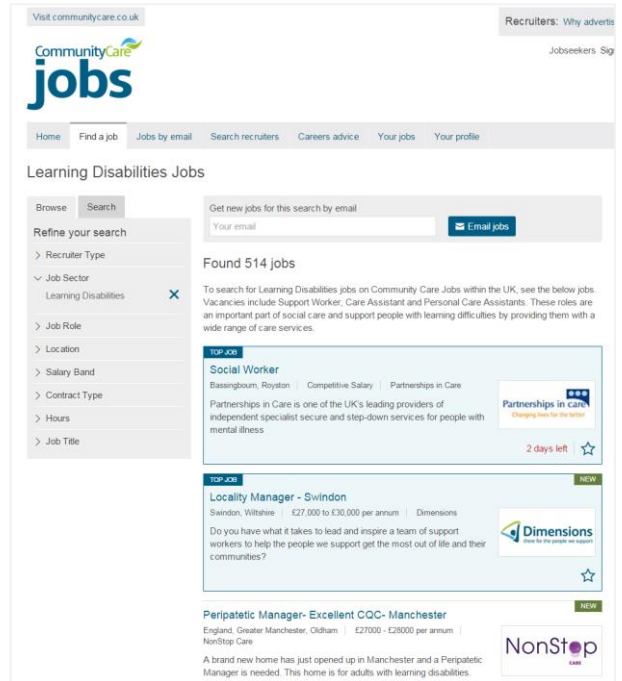 Visit communitycare.co.uk
Recruiters: Why advertis
CommunityCare
jobs
Jobseekers Sig
Home Find a job Jobs by email Search recruiters Careers advice Your jobs Your profile
Learning Disabilities Jobs
Browse Search
Refine your search
Recruiter Type
Job Sector
Learning Disabilities
Job Role
Location
Salary Band
Contract Type
Hours
Job Title
Get new jobs for this search by email
Your email
Email jobs
Found 514 jobs
To search for Learning Disabilities jobs on Community Care Jobs within the UK, see the below jobs.
Vacancies include Support Worker, Care Assistant and Personal Care Assistants. These roles are
an important part of social care and support people with learning difficulties by providing them with a
wide range of care services.
TOP JOB
Social Worker
Bassingbourn, Royston | Competitive Salary | Partnerships in Care
Partnerships in Care is one of the UK's leading providers of
independent specialist secure and step-down services for people with
mental illness
Partnerships in care
Changing lives for the better
2 days left
TOP JOB
NEW
Locality Manager - Swindon
Swindon, Wiltshire | £27,000 to £30,000 per annum | Dimensions
Do you have what it takes to lead and inspire a team of support
workers to help the people we support get the most out of life and their
communities?
Dimensions
there for the people we support
NEW
Peripatetic Manager- Excellent CQC- Manchester
England, Greater Manchester, Oldham | £27000 - £28000 per annum |
NonStop Care
A brand new home has just opened up in Manchester and a Peripatetic
Manager is needed. This home is for adults with learning disabilities.
NonStop
CARE